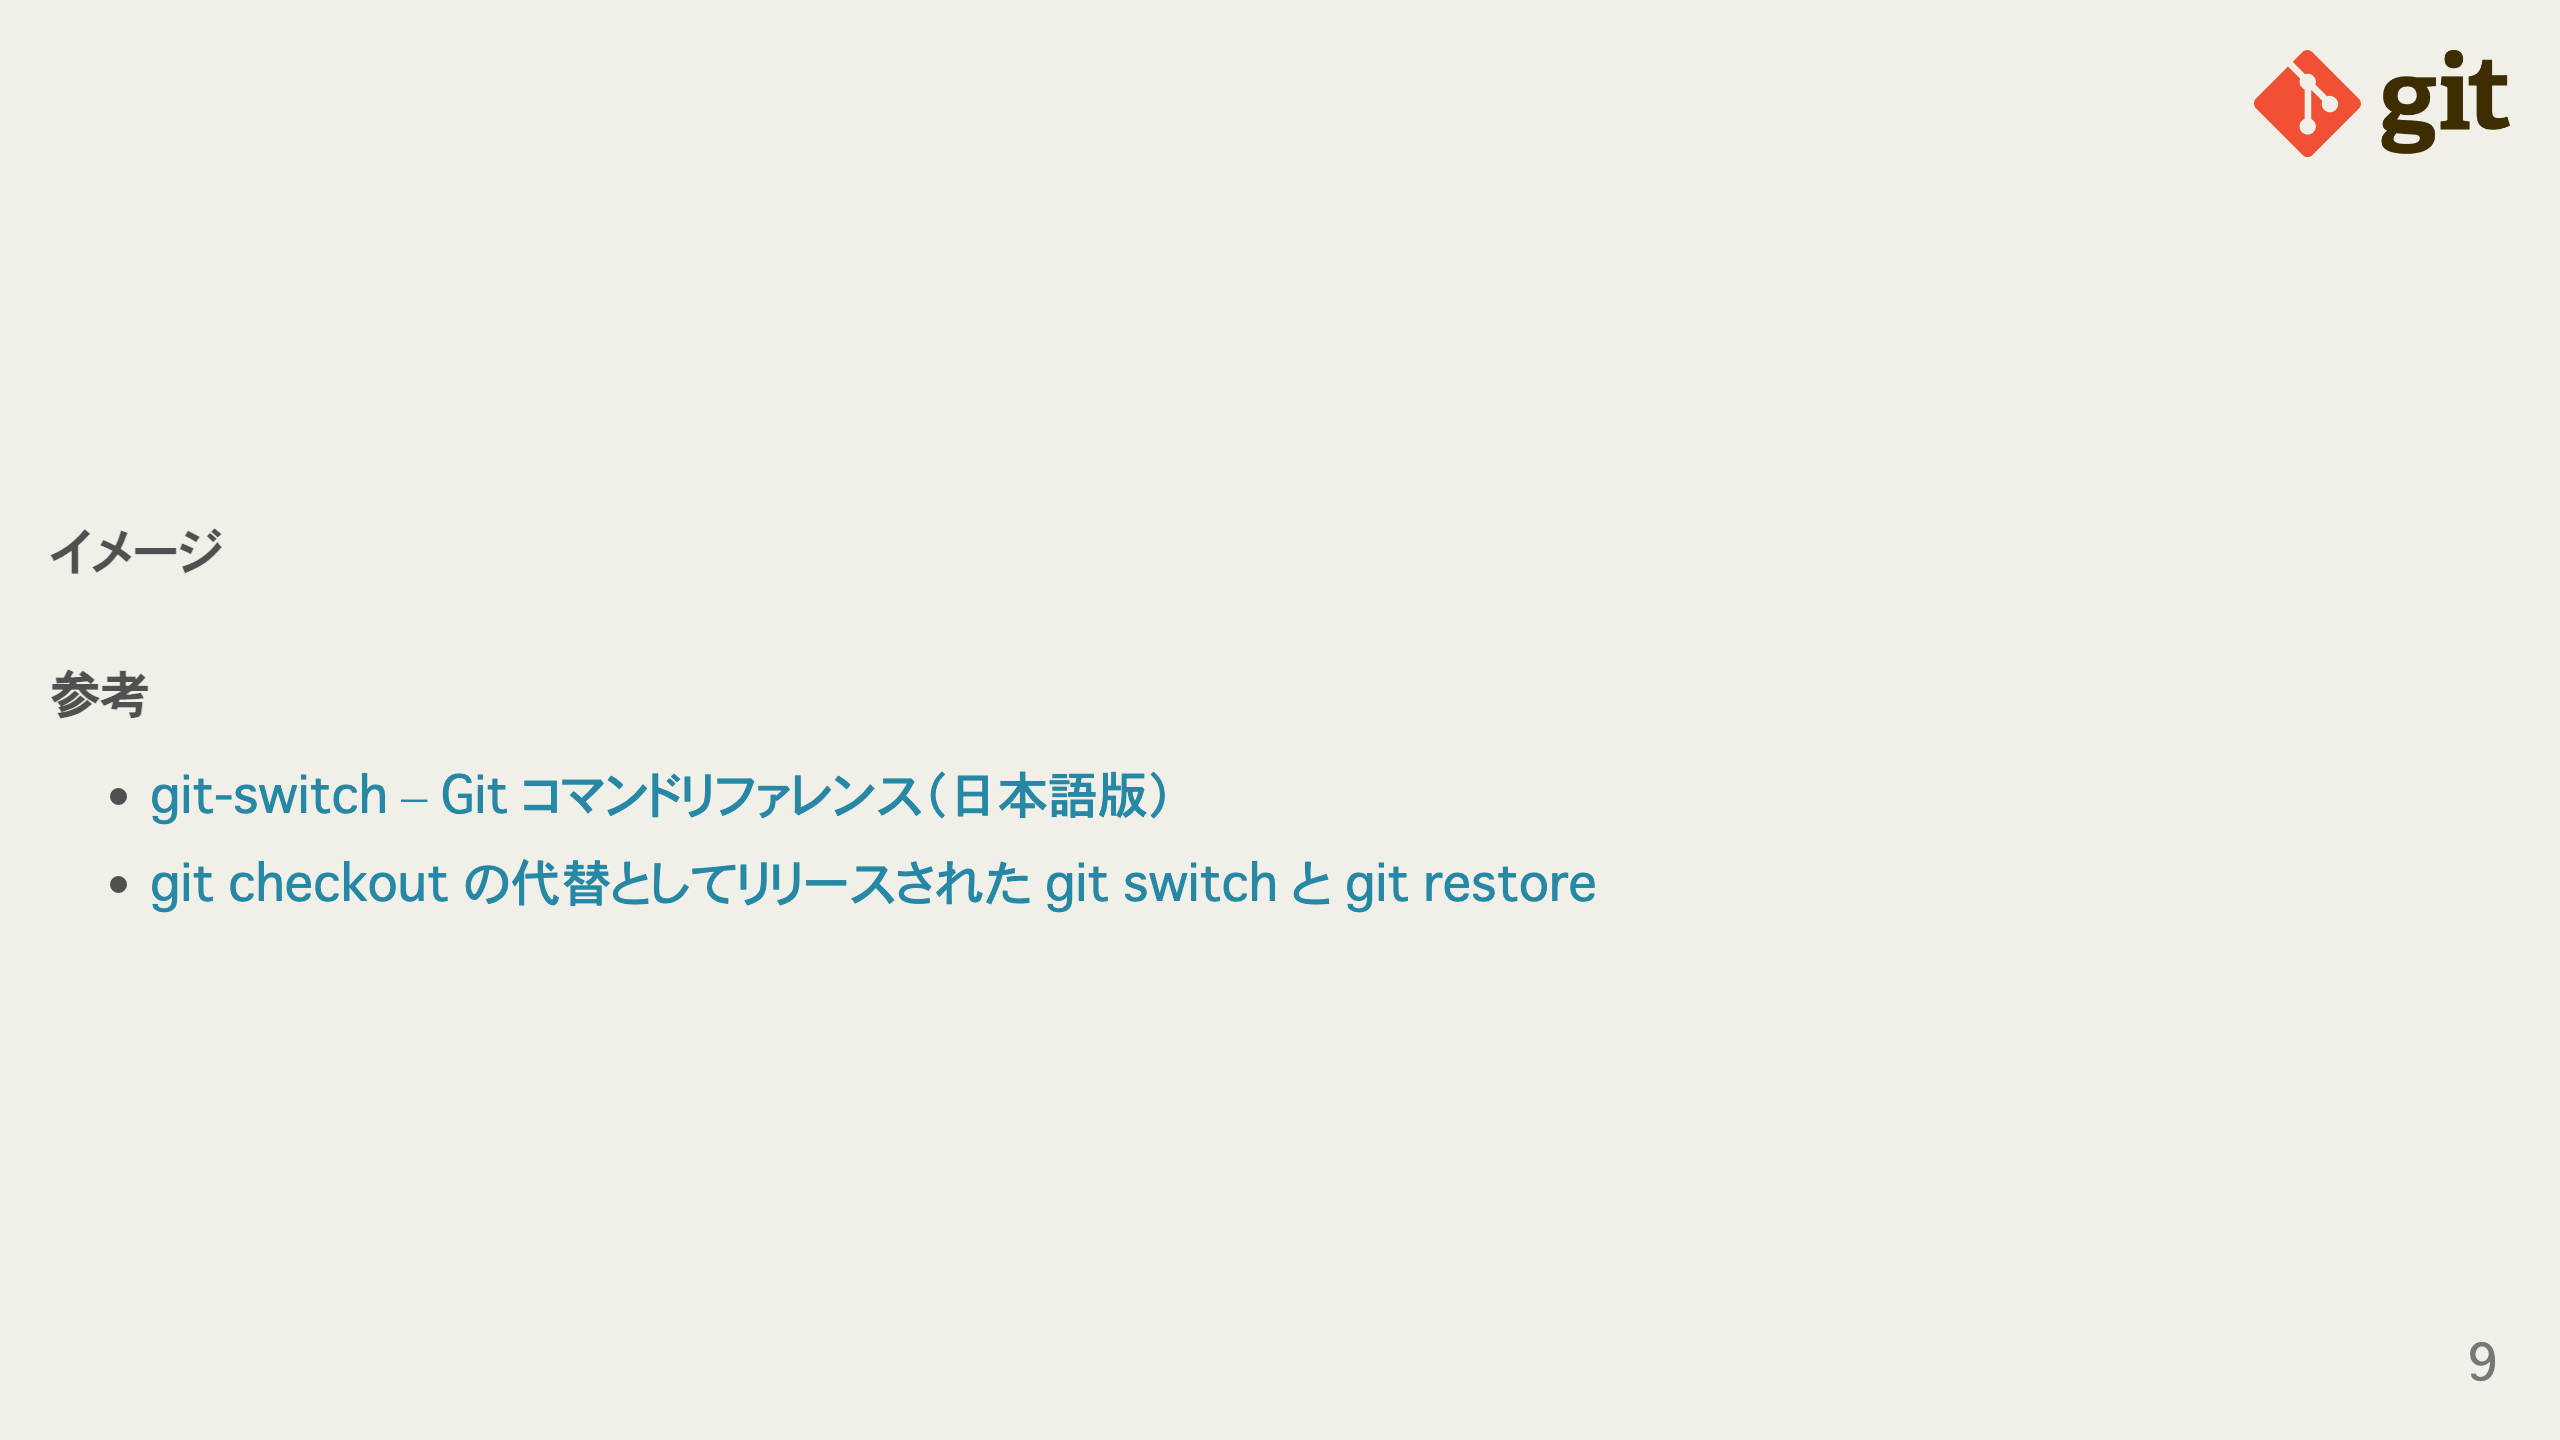 git
イメージ
参考
git-switch – Git コマンドリファレンス（日本語版）
git checkout の代替としてリリースされた git switch と git restore
9